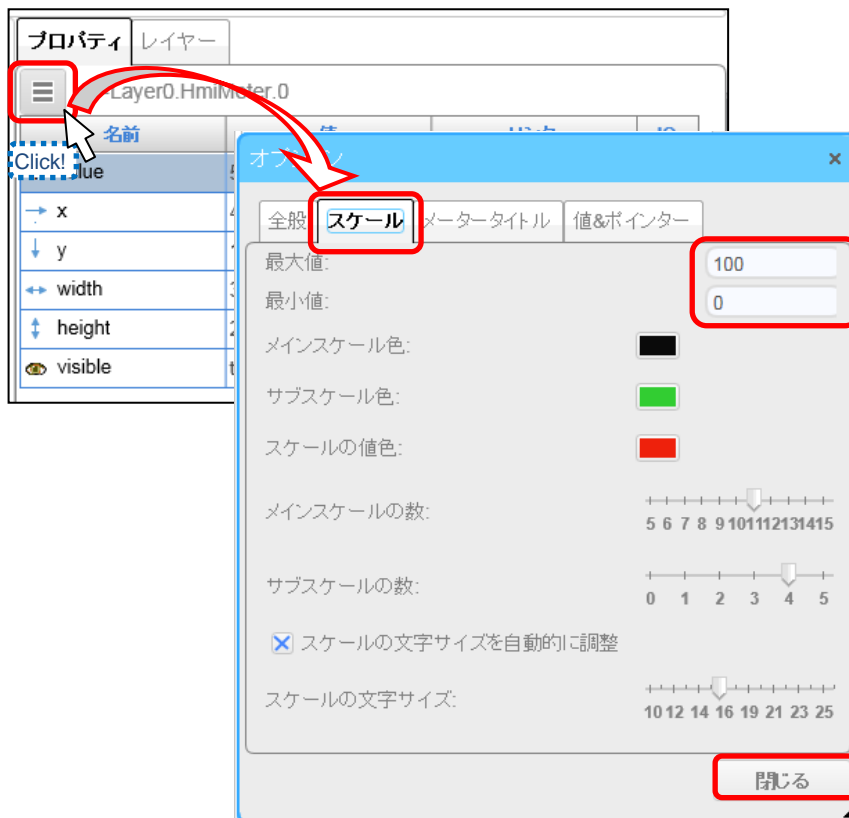 プロパティ レイヤー
Layer0.HmiMeter.0
名前
Click!
x
y
width
height
visible
オプション ×
全般 スケール メータータイトル 値&ポインター
最大値: 100
最小値: 0
メインスケール色:
サブスケール色:
スケールの値色:
メインスケールの数:
5 6 7 8 9 10 11 12 13 14 15
サブスケールの数:
0 1 2 3 4 5
スケールの文字サイズを自動的に調整
スケールの文字サイズ:
10 12 14 16 19 21 23 25
閉じる